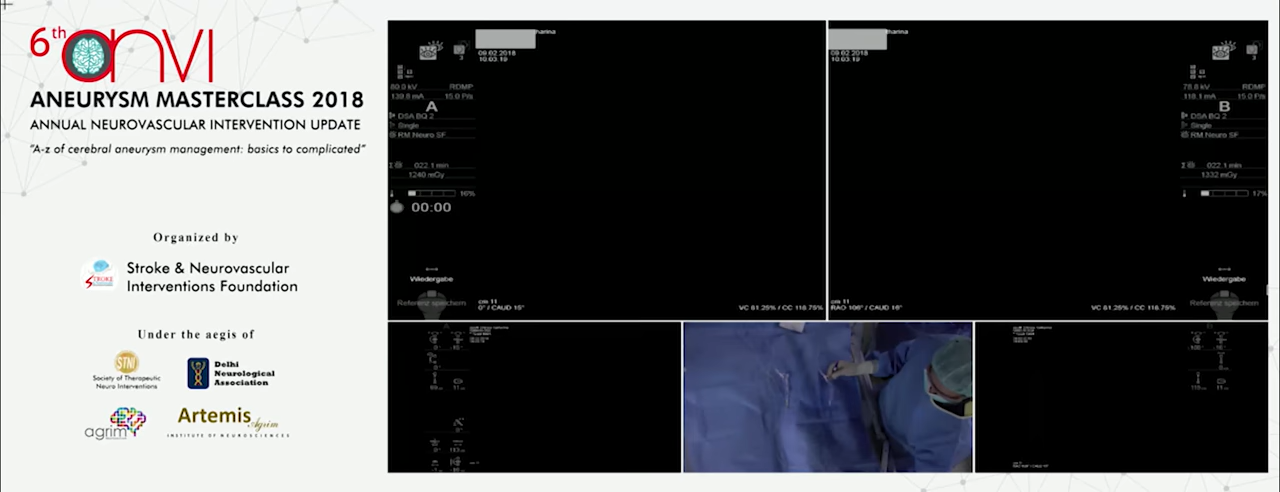 6th anvi
ANEURYSM MASTERCLASS 2018
ANNUAL NEUROVASCULAR INTERVENTION UPDATE
"A-z of cerebral aneurysm management: basics to complicated"
Organized by
STROKE
Stroke & Neurovascular
Interventions Foundation
Under the aegis of
STNI
Society of Therapeutic
Neuro Interventions
Delhi
Neurological
Association
agrim
Artemis
Agrim
INSTITUTE OF NEUROSCIENCES
09.02.2018
10:03:19
3
80.0 kV RDMP
139.8 mA 15.0 P/s
A
DSA BQ 2
Single
RM Neuro SF
022.1 min
1240 mGy
16%
00:00
Wiedergabe
Referenz speichern
cm 11
0° / CAUD 15°
VC 61.25% / CC 116.75%
09.02.2018
10:03:19
3
78.8 kV RDMP
118.1 mA 15.0 P/s
B
DSA BQ 2
Single
RM Neuro SF
022.1 min
1332 mGy
17%
Wiedergabe
Referenz speichern
cm 11
VC 61.25% / CC 116.75%
A
B